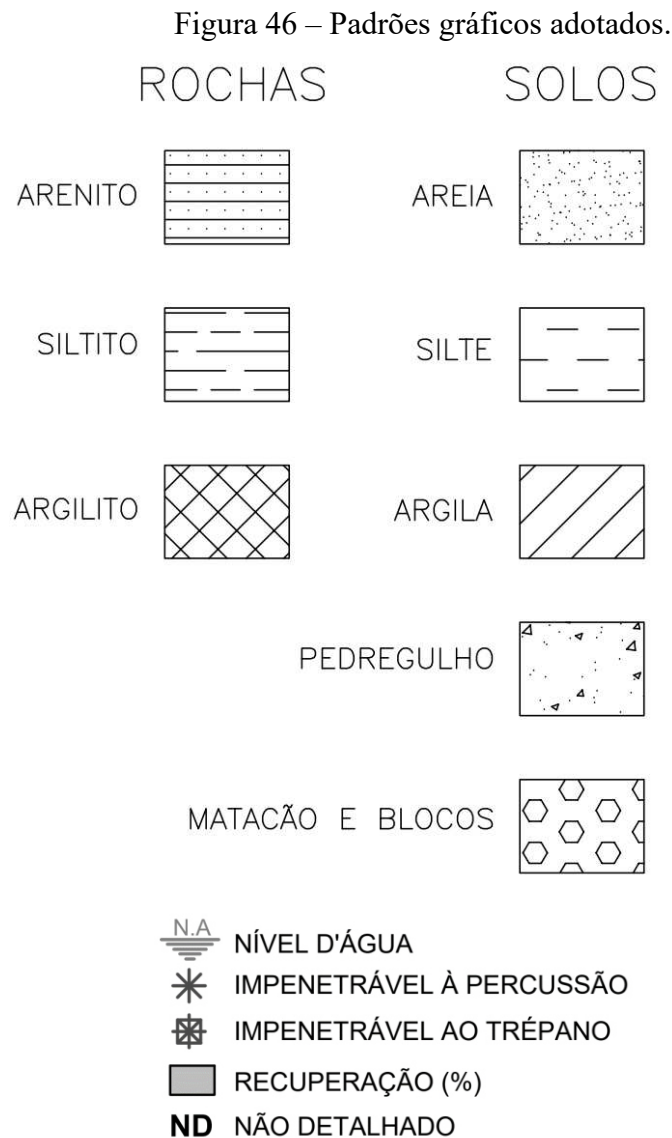 Figura 46 – Padrões gráficos adotados.
ROCHAS SOLOS
ARENITO AREIA
SILTITO SILTE
ARGILITO ARGILA
PEDREGULHO
MATACÃO E BLOCOS
N.A NÍVEL D'ÁGUA
IMPENETRÁVEL À PERCUSSÃO
IMPENETRÁVEL AO TRÉPANO
RECUPERAÇÃO (%)
ND NÃO DETALHADO